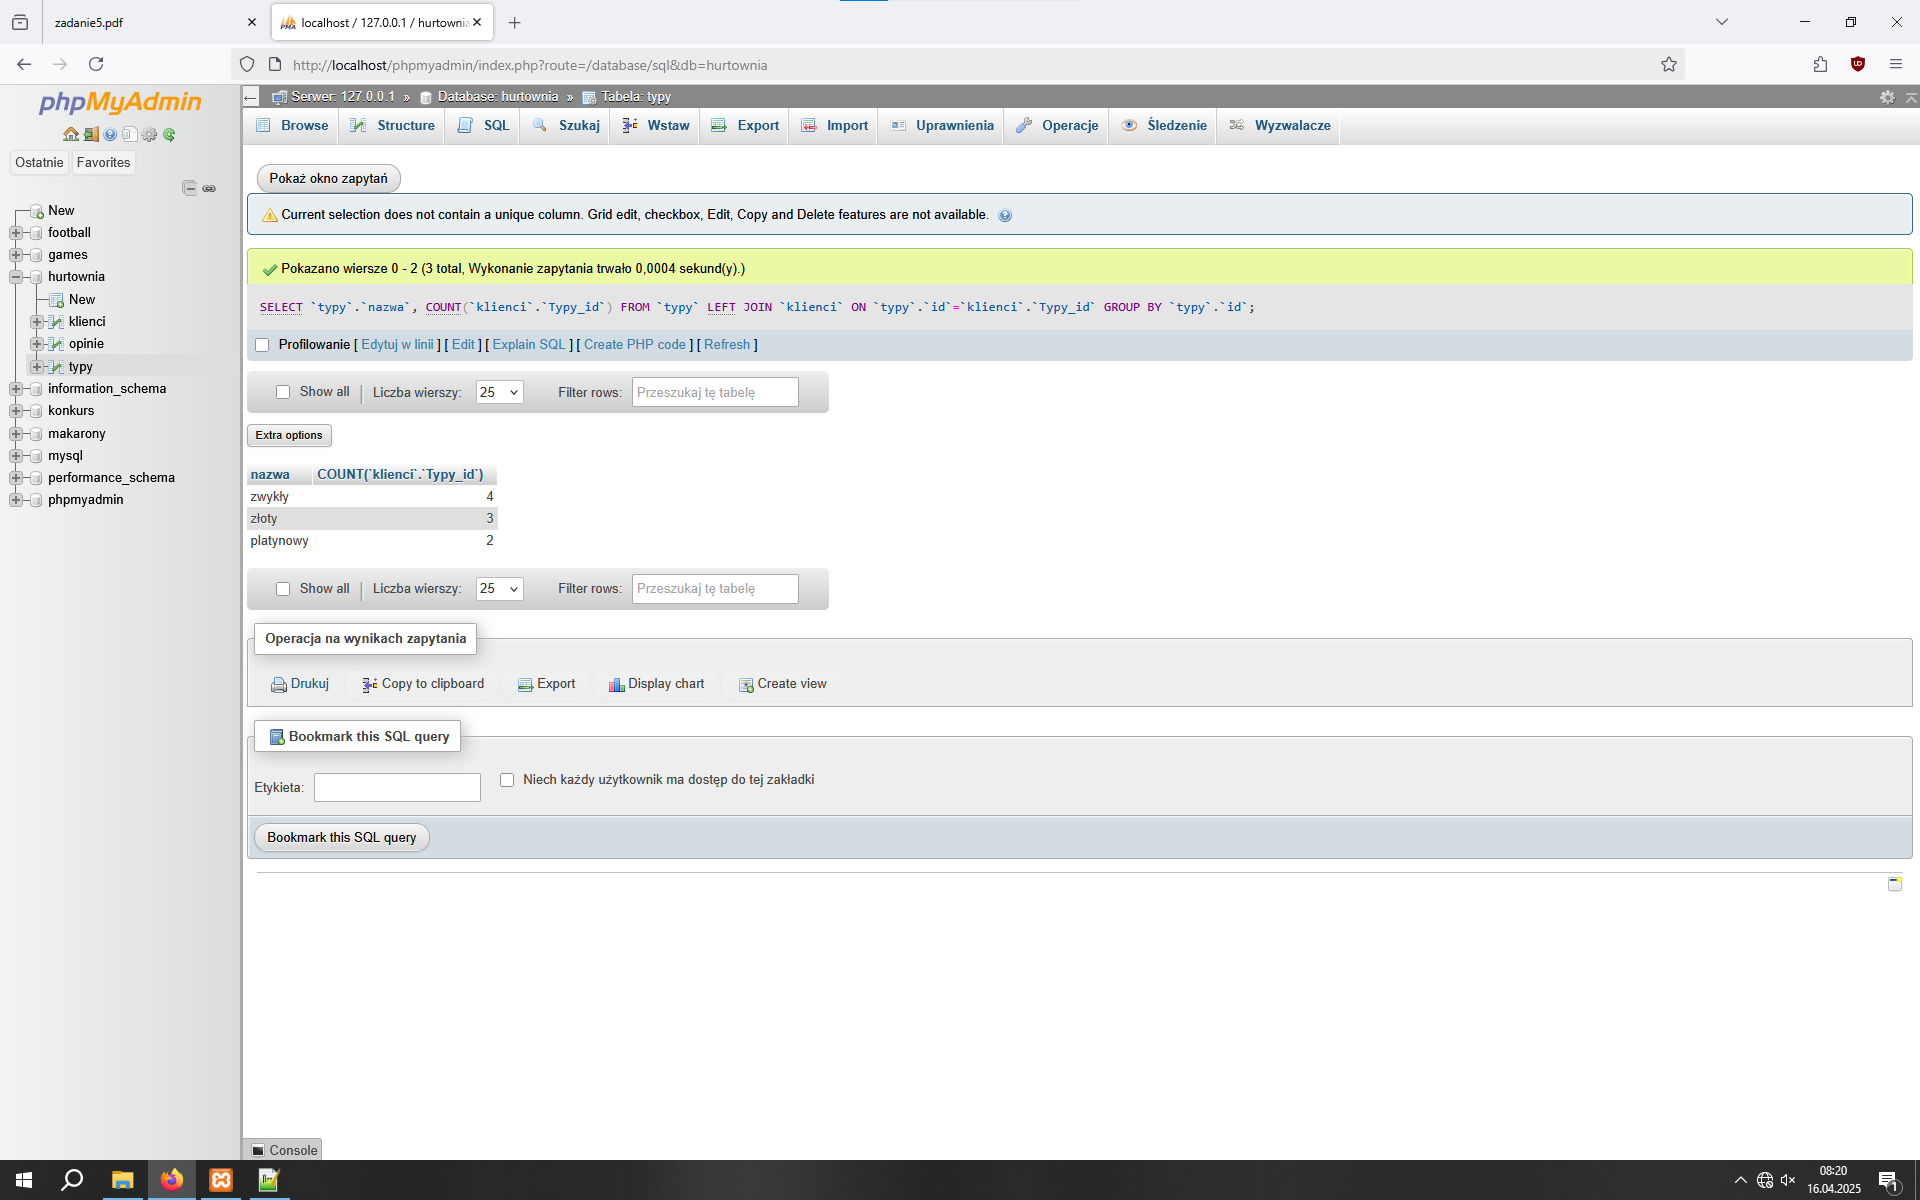 zadanie5.pdf
localhost / 127.0.0.1 / hurtownia
http://localhost/phpmyadmin/index.php?route=/database/sql&db=hurtownia
phpMyAdmin
Ostatnie
Favorites
New
football
games
hurtownia
New
klienci
opinie
typy
information_schema
konkurs
makarony
mysql
performance_schema
phpmyadmin
Serwer: 127.0.0.1 » Database: hurtownia » Tabela: typy
Browse Structure SQL Szukaj Wstaw Export Import Uprawnienia Operacje Śledzenie Wyzwalacze
Pokaż okno zapytań
Current selection does not contain a unique column. Grid edit, checkbox, Edit, Copy and Delete features are not available.
Pokazano wiersze 0 - 2 (3 total, Wykonanie zapytania trwało 0,0004 sekund(y).)
SELECT `typy`.`nazwa`, COUNT(`klienci`.`Typy_id`) FROM `typy` LEFT JOIN `klienci` ON `typy`.`id`=`klienci`.`Typy_id` GROUP BY `typy`.`id`;
Profilowanie [ Edytuj w linii ] [ Edit ] [ Explain SQL ] [ Create PHP code ] [ Refresh ]
Show all | Liczba wierszy: 25 Filter rows: Przeszukaj tę tabelę
Extra options
nazwa COUNT(`klienci`.`Typy_id`)
zwykły 4
złoty 3
platynowy 2
Show all | Liczba wierszy: 25 Filter rows: Przeszukaj tę tabelę
Operacja na wynikach zapytania
Drukuj Copy to clipboard Export Display chart Create view
Bookmark this SQL query
Etykieta: Niech każdy użytkownik ma dostęp do tej zakładki
Bookmark this SQL query
Console
08:20
16.04.2025
1